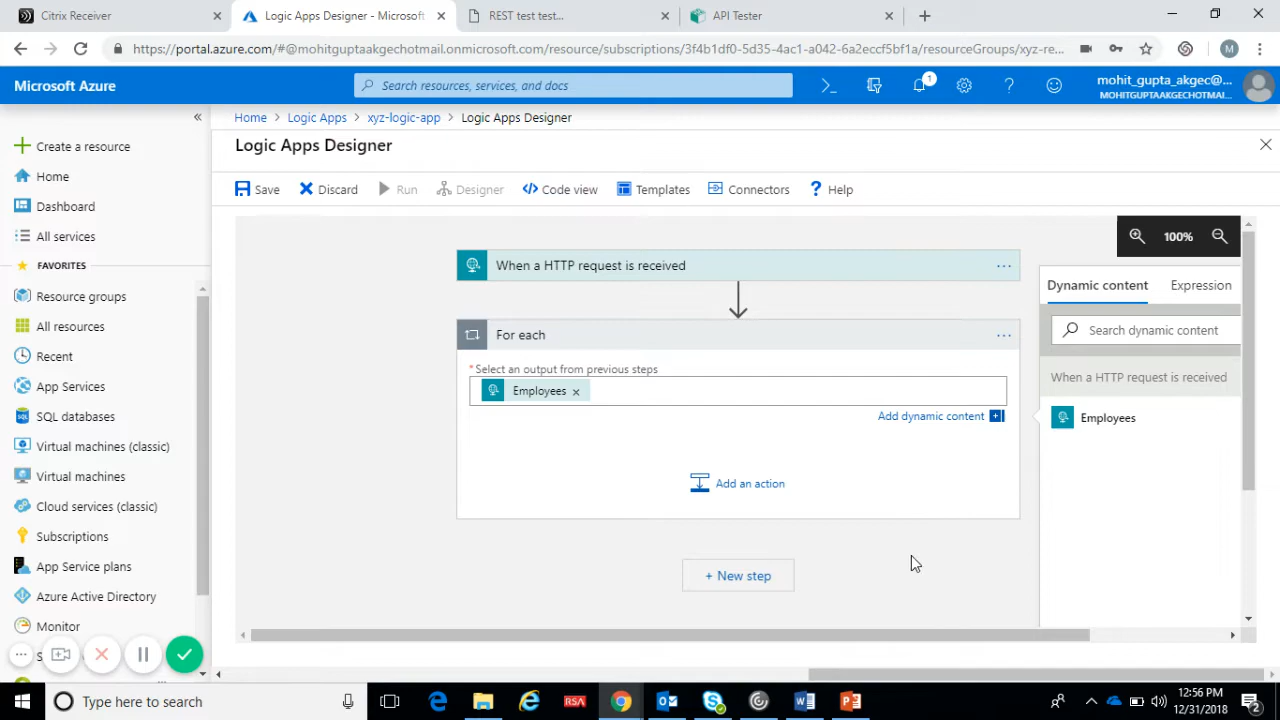 Citrix Receiver
Logic Apps Designer - Microsoft
REST test test...
API Tester
https://portal.azure.com/#@mohitguptaakgechotmail.onmicrosoft.com/resource/subscriptions/3f4b1df0-5d35-4ac1-a042-6a2eccf5bf1a/resourceGroups/xyz-re...
M
Microsoft Azure
Search resources, services, and docs
1
mohit_gupta_akgec@...
MOHITGUPTAAKGECHOTMAI...
Create a resource
Home
Dashboard
All services
FAVORITES
Resource groups
All resources
Recent
App Services
SQL databases
Virtual machines (classic)
Virtual machines
Cloud services (classic)
Subscriptions
App Service plans
Azure Active Directory
Monitor
Home > Logic Apps > xyz-logic-app > Logic Apps Designer
Logic Apps Designer
Save
Discard
Run
Designer
Code view
Templates
Connectors
Help
100%
When a HTTP request is received
For each
* Select an output from previous steps
Employees
Add dynamic content
Add an action
+ New step
Dynamic content
Expression
Search dynamic content
When a HTTP request is received
Employees
Type here to search
RSA
12:56 PM
12/31/2018
2